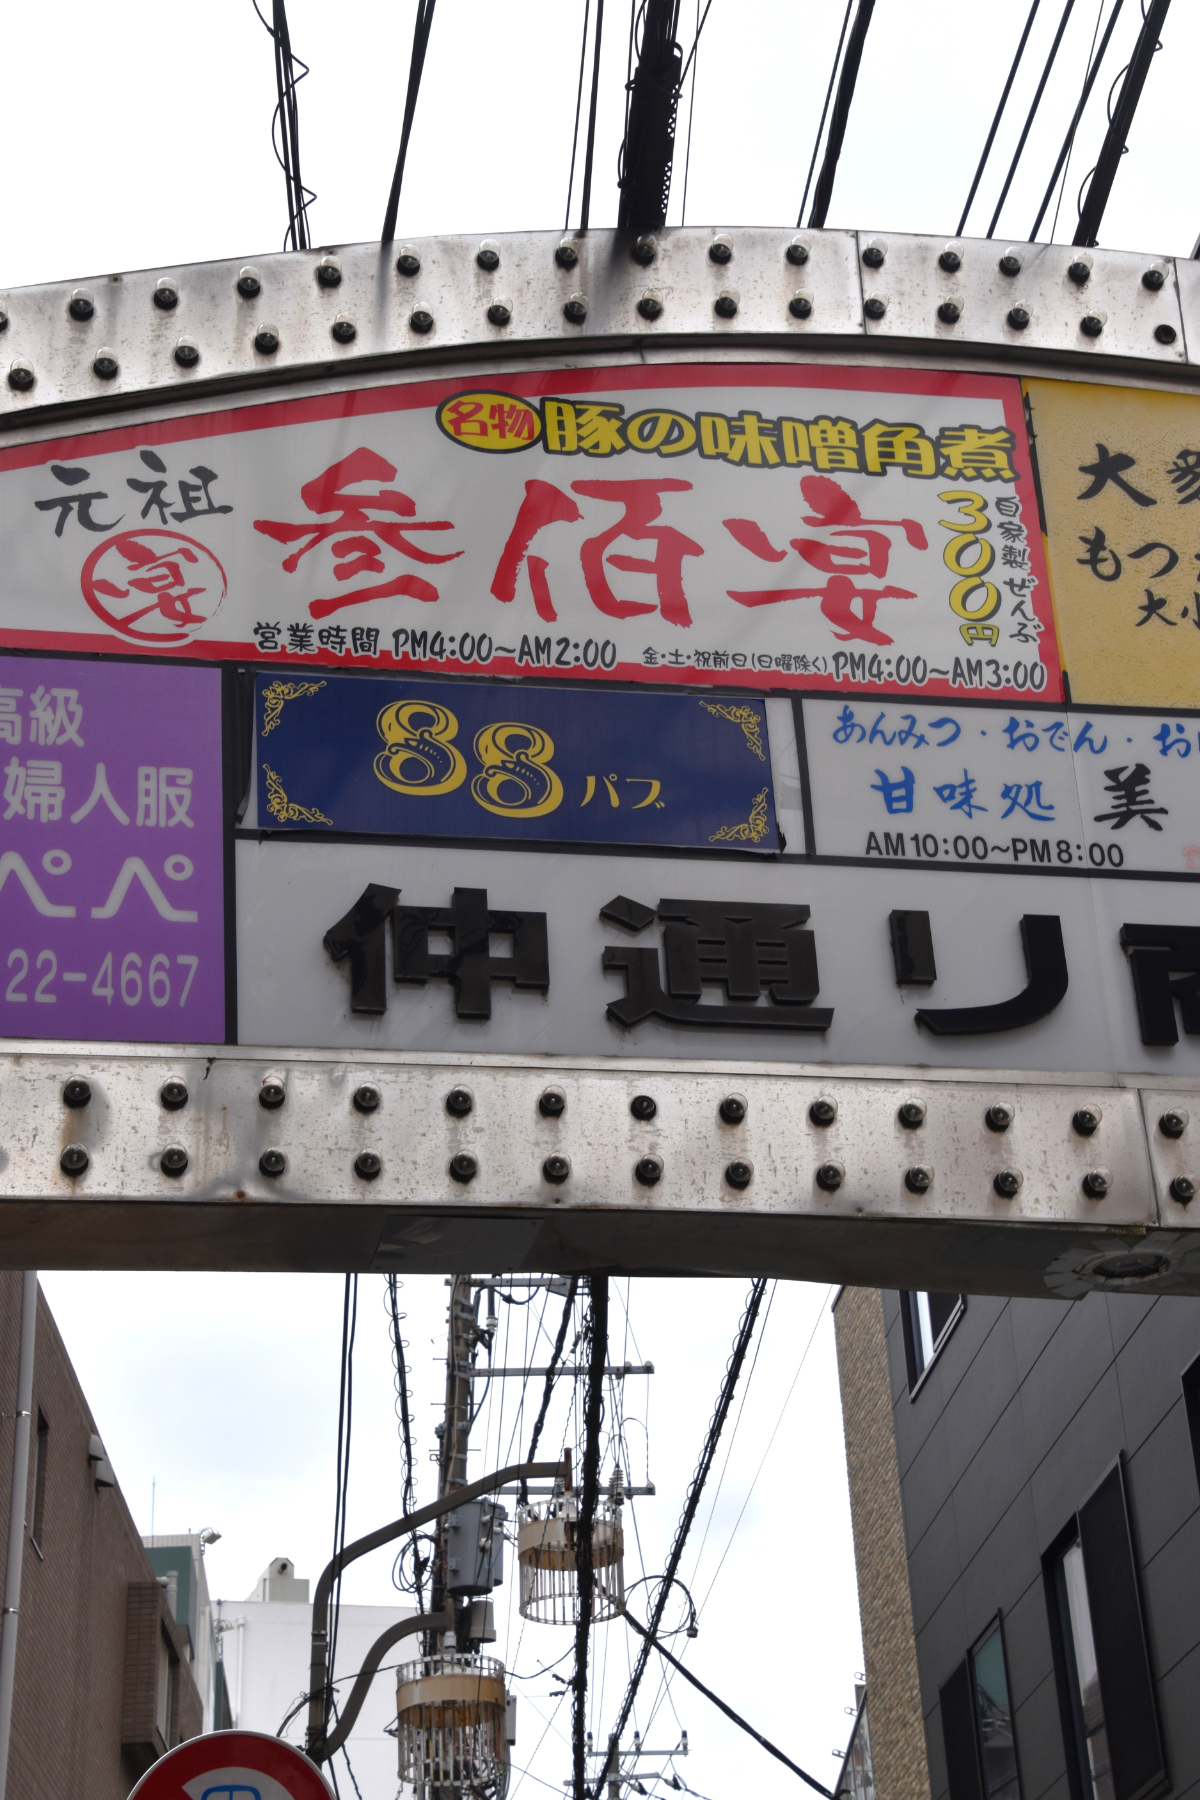 名物 豚の味噌角煮
元祖
宴
参佰宴
300円
自家製ぜんぶ
営業時間 PM4:00〜AM2:00 金・土・祝前日(日曜除く)PM4:00〜AM3:00
大衆
もつ
大小
高級
婦人服
ペペ
22-4667
88 パブ
あんみつ・おでん・お
甘味処 美
AM10:00〜PM8:00
仲通り商